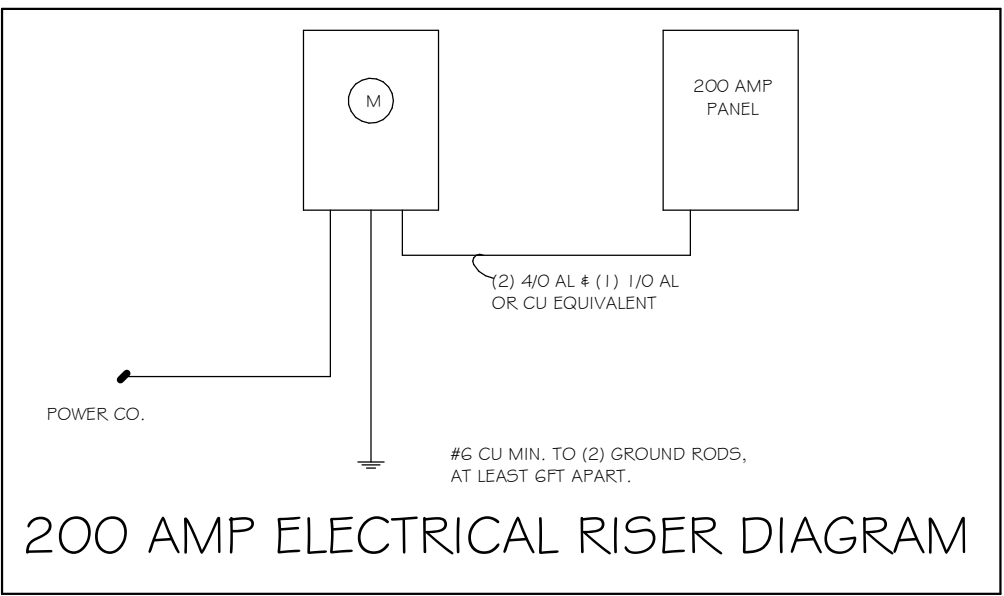 M
200 AMP
PANEL
(2) 4/0 AL & (1) 1/0 AL
OR CU EQUIVALENT
POWER CO.
#6 CU MIN. TO (2) GROUND RODS,
AT LEAST 6FT APART.
200 AMP ELECTRICAL RISER DIAGRAM